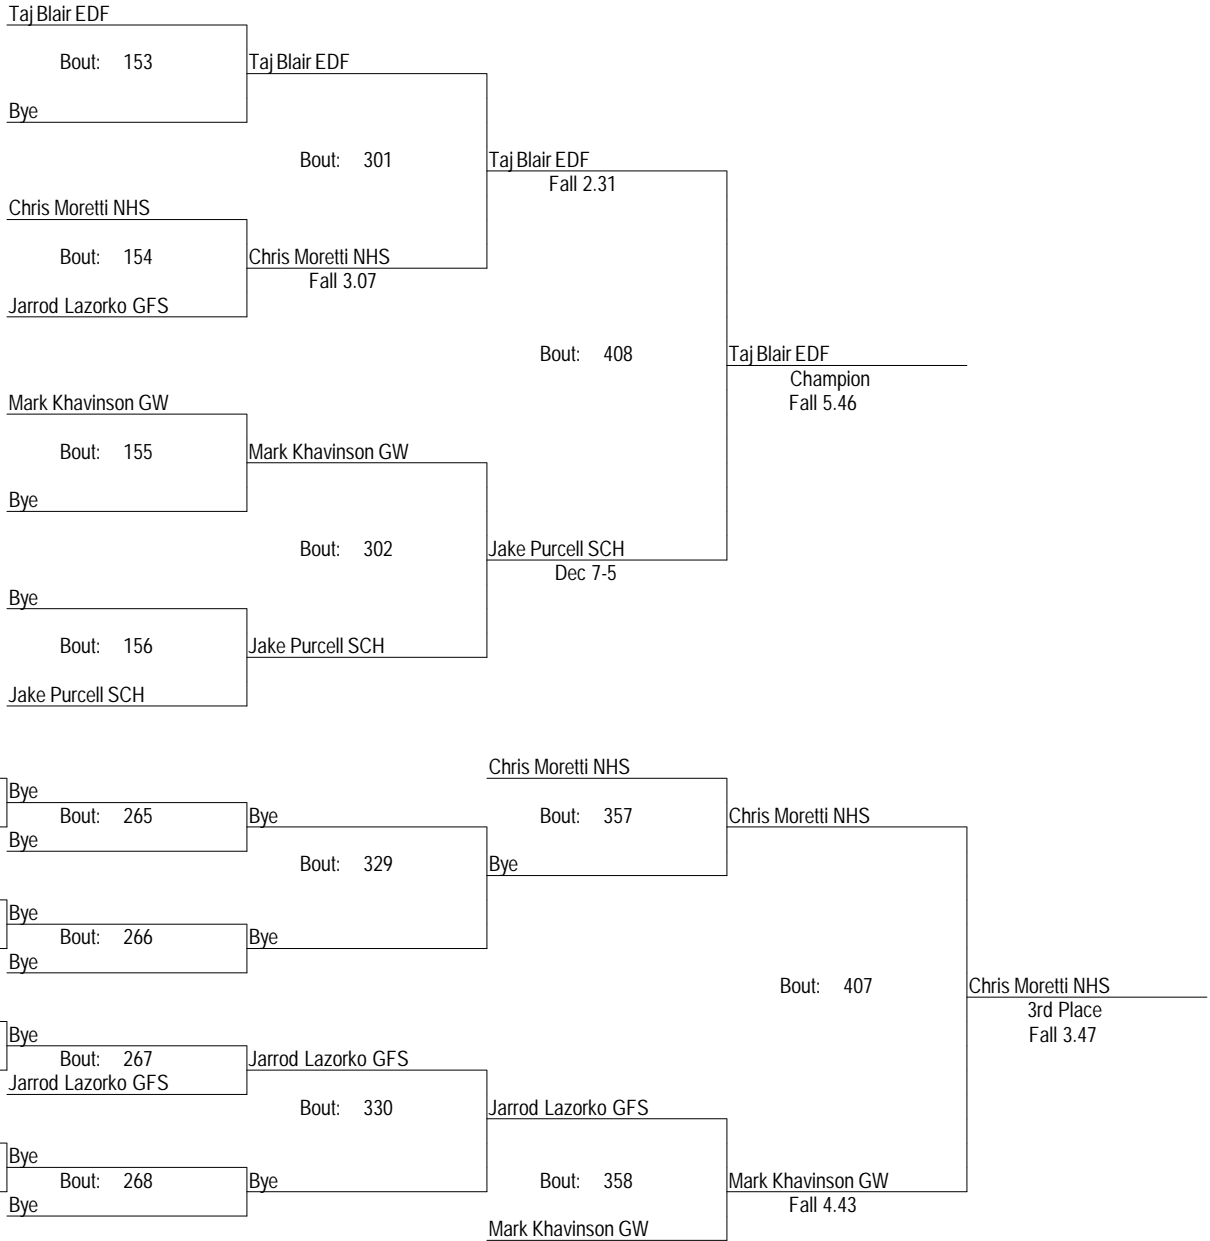 Taj Blair EDF
Bout: 153 Taj Blair EDF
Bye
Bout: 301 Taj Blair EDF
Fall 2.31
Chris Moretti NHS
Bout: 154 Chris Moretti NHS
Fall 3.07
Jarrod Lazorko GFS
Bout: 408 Taj Blair EDF
Champion
Fall 5.46
Mark Khavinson GW
Bout: 155 Mark Khavinson GW
Bye
Bout: 302 Jake Purcell SCH
Dec 7-5
Bye
Bout: 156 Jake Purcell SCH
Jake Purcell SCH
Chris Moretti NHS
Bye
Bout: 265 Bye Bout: 357 Chris Moretti NHS
Bye
Bout: 329 Bye
Bye
Bout: 266 Bye
Bye
Bout: 407 Chris Moretti NHS
3rd Place
Fall 3.47
Bye
Bout: 267 Jarrod Lazorko GFS
Jarrod Lazorko GFS
Bout: 330 Jarrod Lazorko GFS
Bye
Bout: 268 Bye Bout: 358 Mark Khavinson GW
Fall 4.43
Bye
Mark Khavinson GW